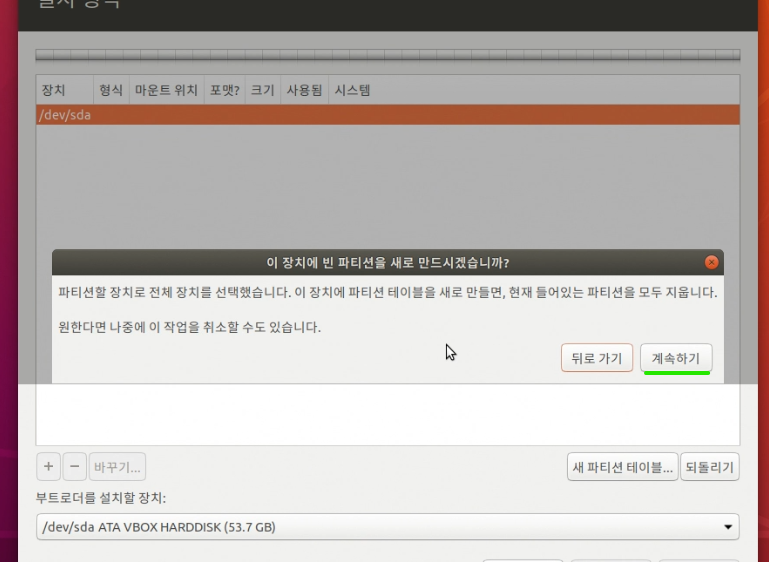 설치 형식
장치 형식 마운트 위치 포맷? 크기 사용됨 시스템
/dev/sda
이 장치에 빈 파티션을 새로 만드시겠습니까?
파티션할 장치로 전체 장치를 선택했습니다. 이 장치에 파티션 테이블을 새로 만들면, 현재 들어있는 파티션을 모두 지웁니다.
원한다면 나중에 이 작업을 취소할 수도 있습니다.
뒤로 가기 계속하기
+ − 바꾸기... 새 파티션 테이블... 되돌리기
부트로더를 설치할 장치:
/dev/sda ATA VBOX HARDDISK (53.7 GB)